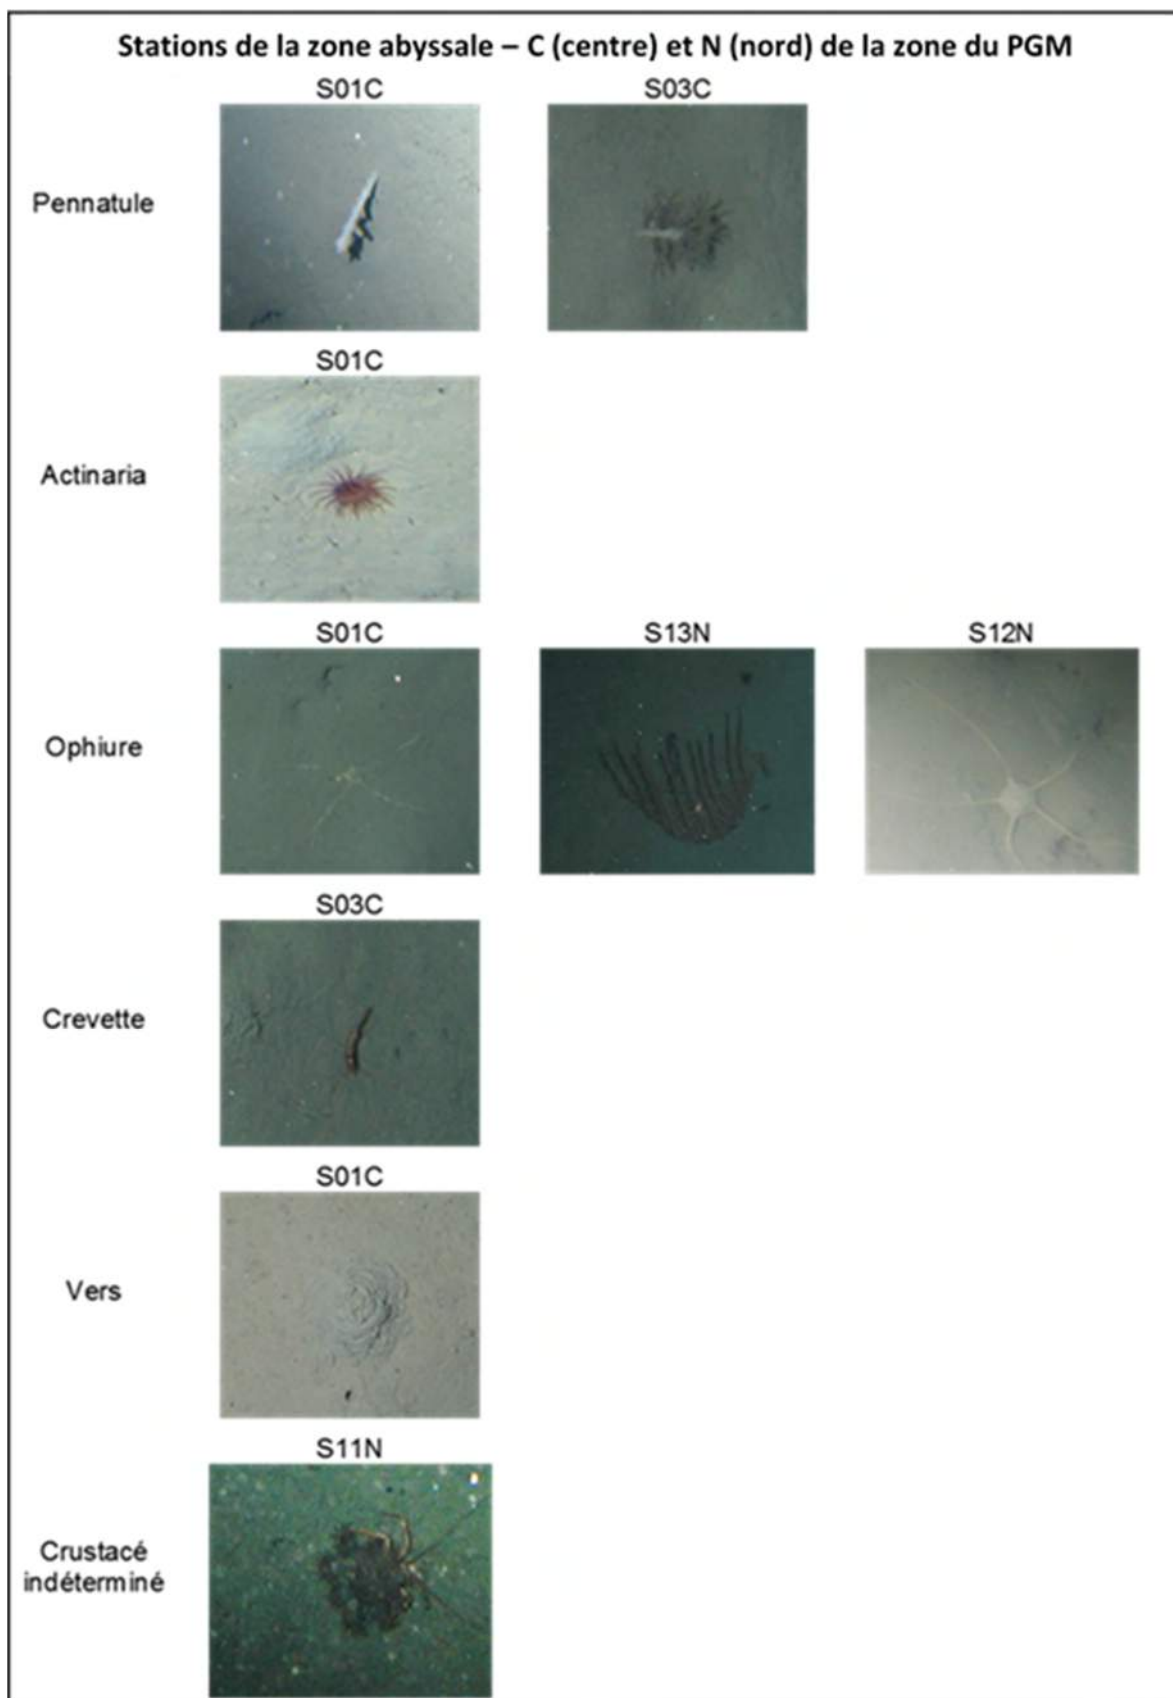 Stations de la zone abyssale – C (centre) et N (nord) de la zone du PGM
S01C
S03C
Pennatule
S01C
Actinaria
S01C
S13N
S12N
Ophiure
S03C
Crevette
S01C
Vers
S11N
Crustacé
indéterminé